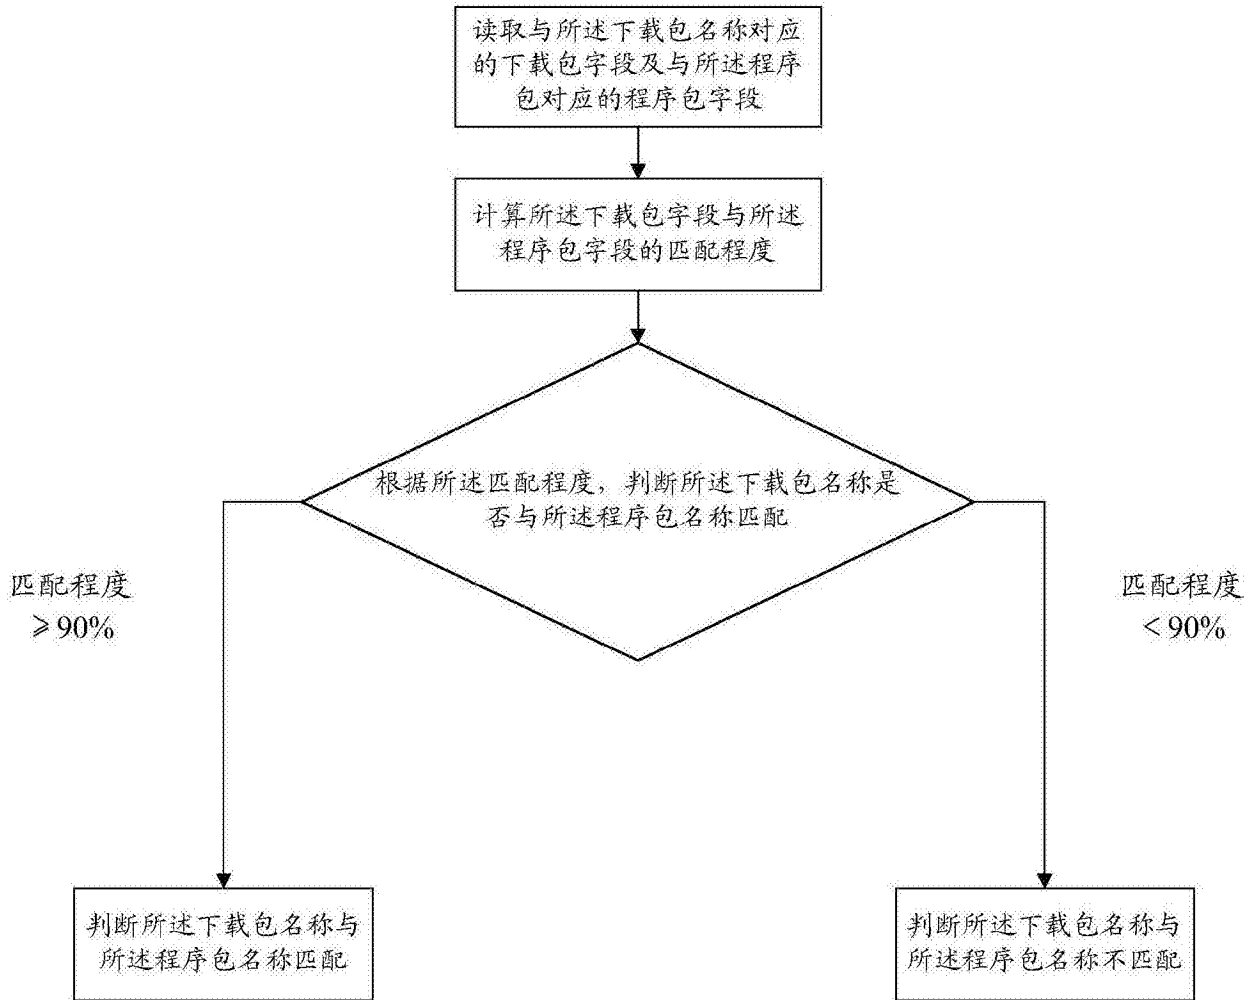 读取与所述下载包名称对应
的下载包字段及与所述程序
包对应的程序包字段
计算所述下载包字段与所述
程序包字段的匹配程度
根据所述匹配程度，判断所述下载包名称是
否与所述程序包名称匹配
匹配程度
≥90%
匹配程度
＜90%
判断所述下载包名称与
所述程序包名称匹配
判断所述下载包名称与
所述程序包名称不匹配